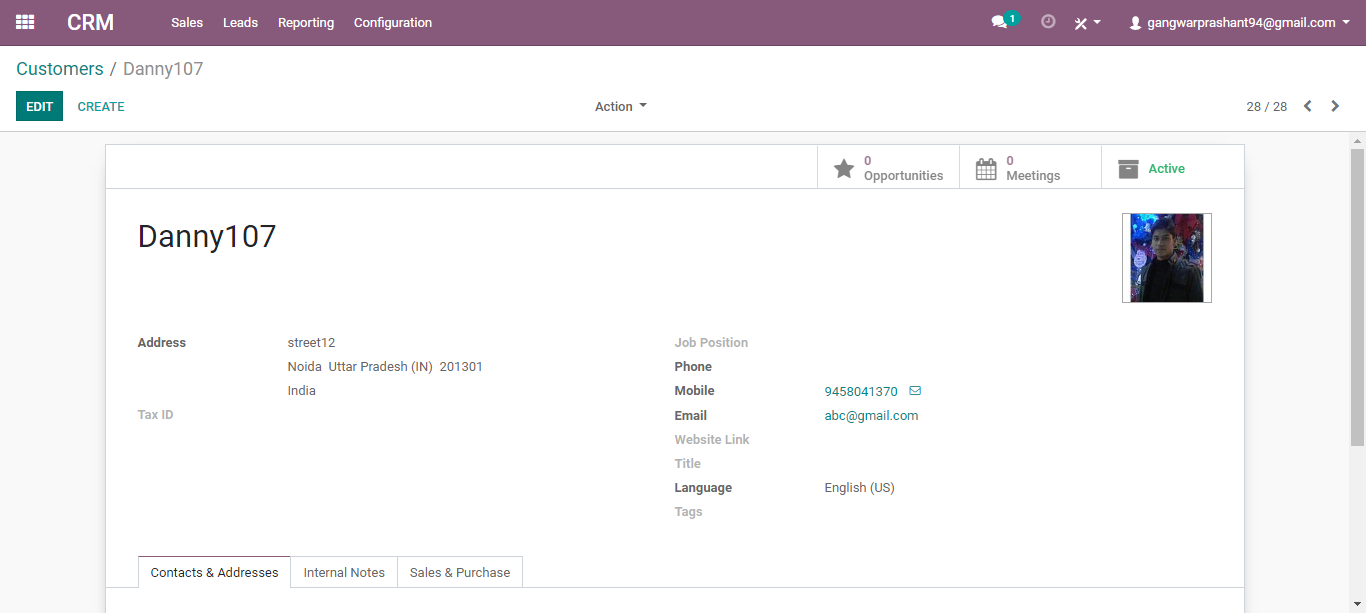 CRM Sales Leads Reporting Configuration 1 gangwarprashant94@gmail.com
Customers / Danny107
EDIT CREATE Action 28 / 28
0 Opportunities
0 Meetings
Active
Danny107
Address street12
Noida Uttar Pradesh (IN) 201301
India
Tax ID
Job Position
Phone
Mobile 9458041370
Email abc@gmail.com
Website Link
Title
Language English (US)
Tags
Contacts & Addresses Internal Notes Sales & Purchase